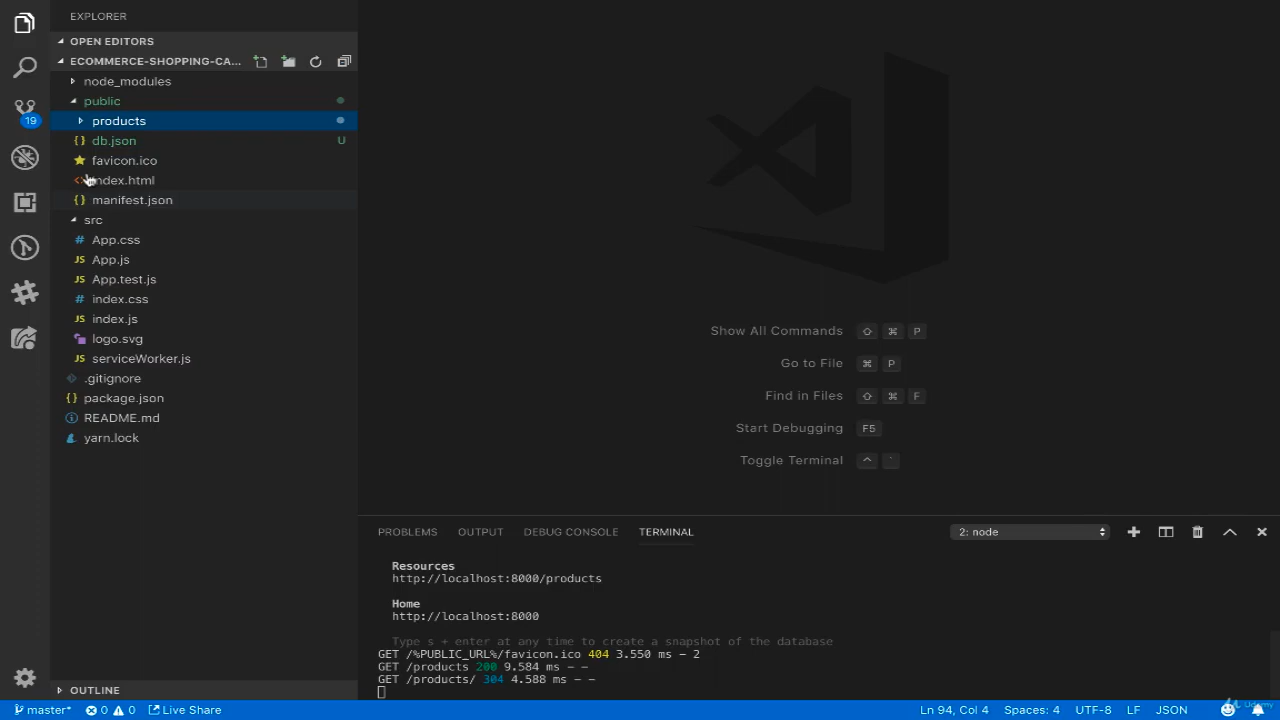 EXPLORER
OPEN EDITORS
ECOMMERCE-SHOPPING-CA...
node_modules
public
products
db.json U
favicon.ico
index.html
manifest.json
src
App.css
App.js
App.test.js
index.css
index.js
logo.svg
serviceWorker.js
.gitignore
package.json
README.md
yarn.lock
OUTLINE
19
Show All Commands ⇧ ⌘ P
Go to File ⌘ P
Find in Files ⇧ ⌘ F
Start Debugging F5
Toggle Terminal ^ `
PROBLEMS OUTPUT DEBUG CONSOLE TERMINAL 2: node
Resources
http://localhost:8000/products
Home
http://localhost:8000
Type s + enter at any time to create a snapshot of the database
GET /%PUBLIC_URL%/favicon.ico 404 3.550 ms - 2
GET /products 200 9.584 ms - -
GET /products/ 304 4.588 ms - -
master* 0 0 Live Share Ln 94, Col 4 Spaces: 4 UTF-8 LF JSON
Udemy